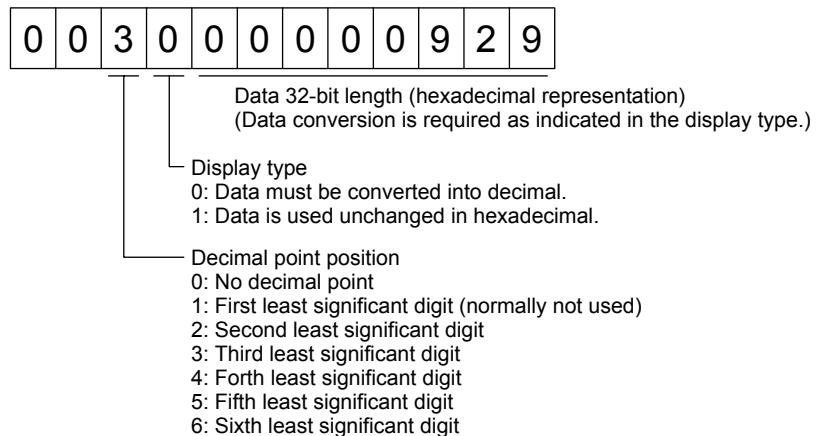 0 0 3 0 0 0 0 0 0 9 2 9
Data 32-bit length (hexadecimal representation)
(Data conversion is required as indicated in the display type.)
Display type
0: Data must be converted into decimal.
1: Data is used unchanged in hexadecimal.
Decimal point position
0: No decimal point
1: First least significant digit (normally not used)
2: Second least significant digit
3: Third least significant digit
4: Forth least significant digit
5: Fifth least significant digit
6: Sixth least significant digit